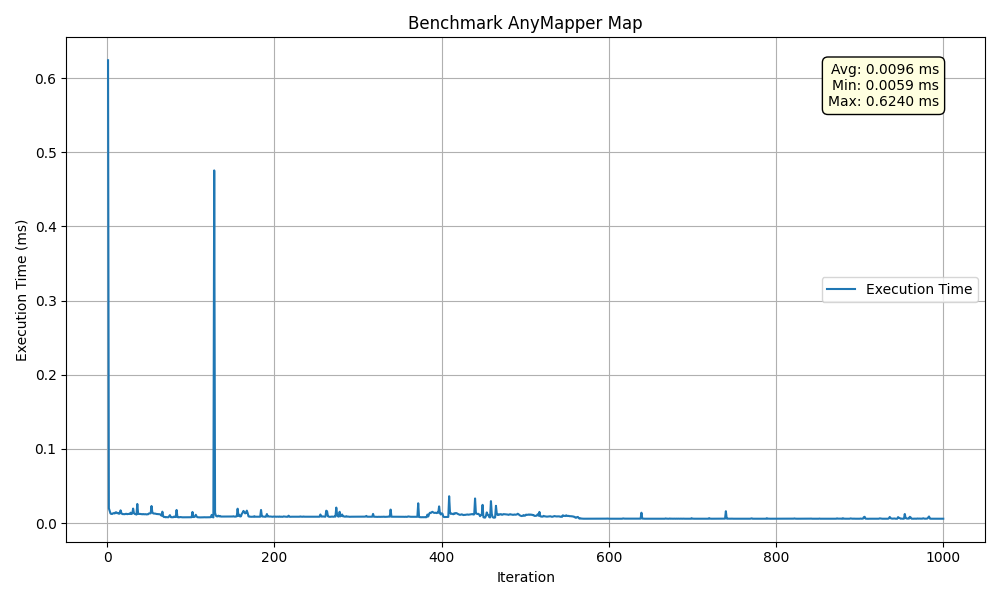 Benchmark AnyMapper Map
Avg: 0.0096 ms
Min: 0.0059 ms
Max: 0.6240 ms
Execution Time (ms)
0.6
0.5
0.4
0.3
0.2
0.1
0.0
Execution Time
0 200 400 600 800 1000
Iteration